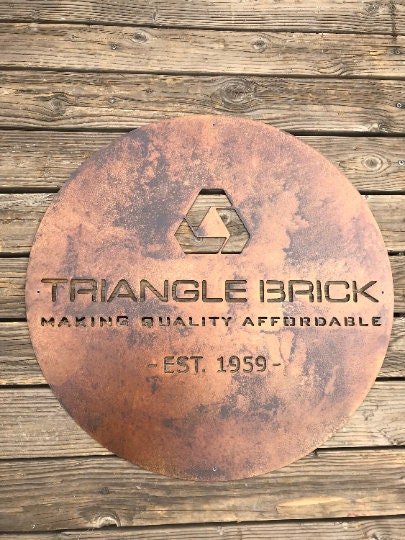 TRIANGLE BRICK
MAKING QUALITY AFFORDABLE
- EST. 1959 -